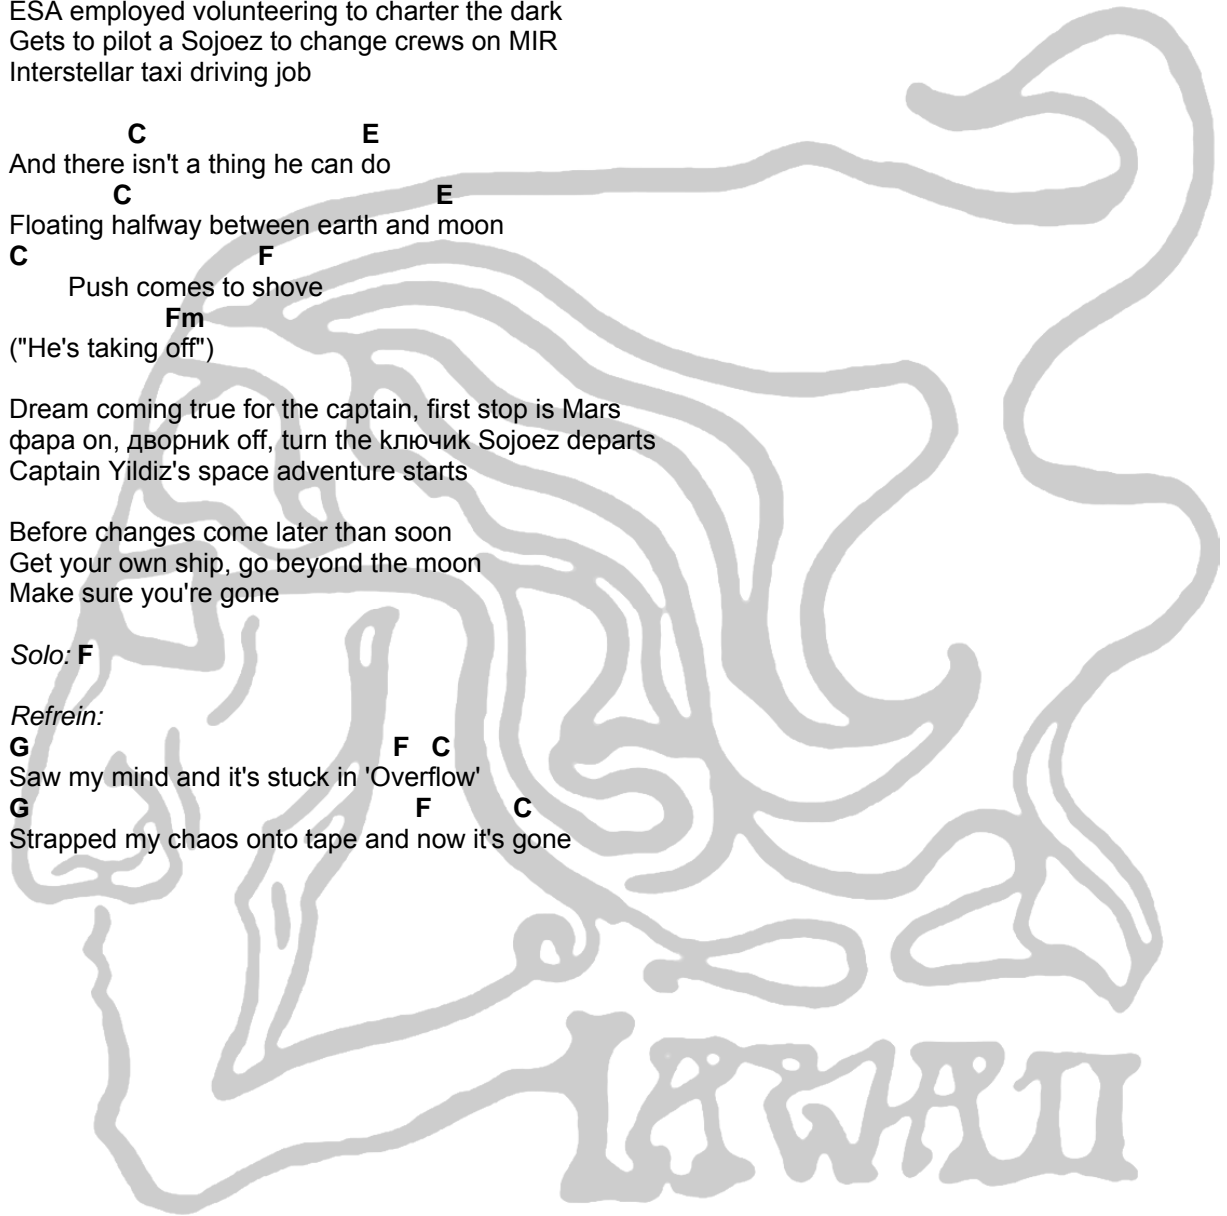 ESA employed volunteering to charter the dark
Gets to pilot a Sojoez to change crews on MIR
Interstellar taxi driving job
C E
And there isn't a thing he can do
C E
Floating halfway between earth and moon
C F
Push comes to shove
Fm
("He's taking off")
Dream coming true for the captain, first stop is Mars
фара on, дворник off, turn the ключик Sojoez departs
Captain Yildiz's space adventure starts
Before changes come later than soon
Get your own ship, go beyond the moon
Make sure you're gone
Solo: F
Refrein:
G F C
Saw my mind and it's stuck in 'Overflow'
G F C
Strapped my chaos onto tape and now it's gone